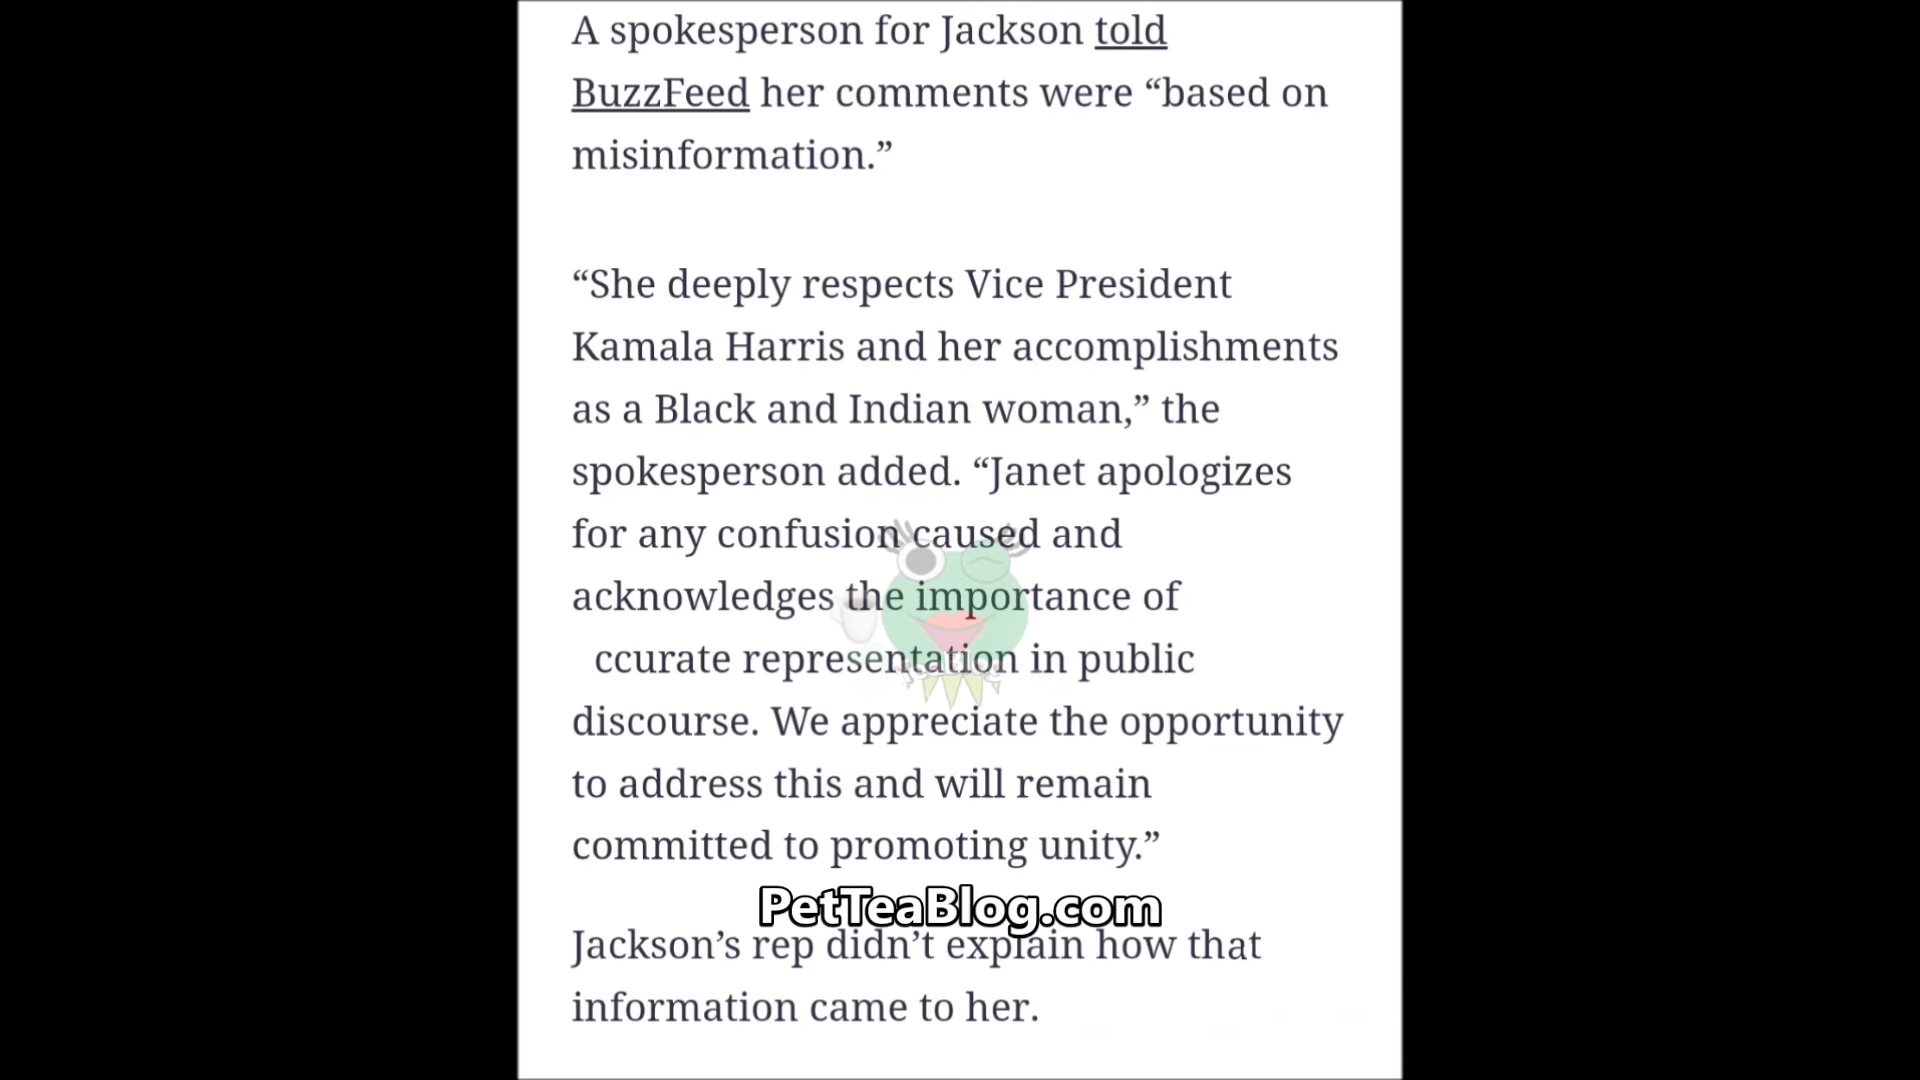 A spokesperson for Jackson told
BuzzFeed her comments were “based on
misinformation.”
“She deeply respects Vice President
Kamala Harris and her accomplishments
as a Black and Indian woman,” the
spokesperson added. “Janet apologizes
for any confusion caused and
acknowledges the importance of
ccurate representation in public
TeaBlog
discourse. We appreciate the opportunity
to address this and will remain
committed to promoting unity.”
PetTeaBlog.com
Jackson’s rep didn’t explain how that
information came to her.